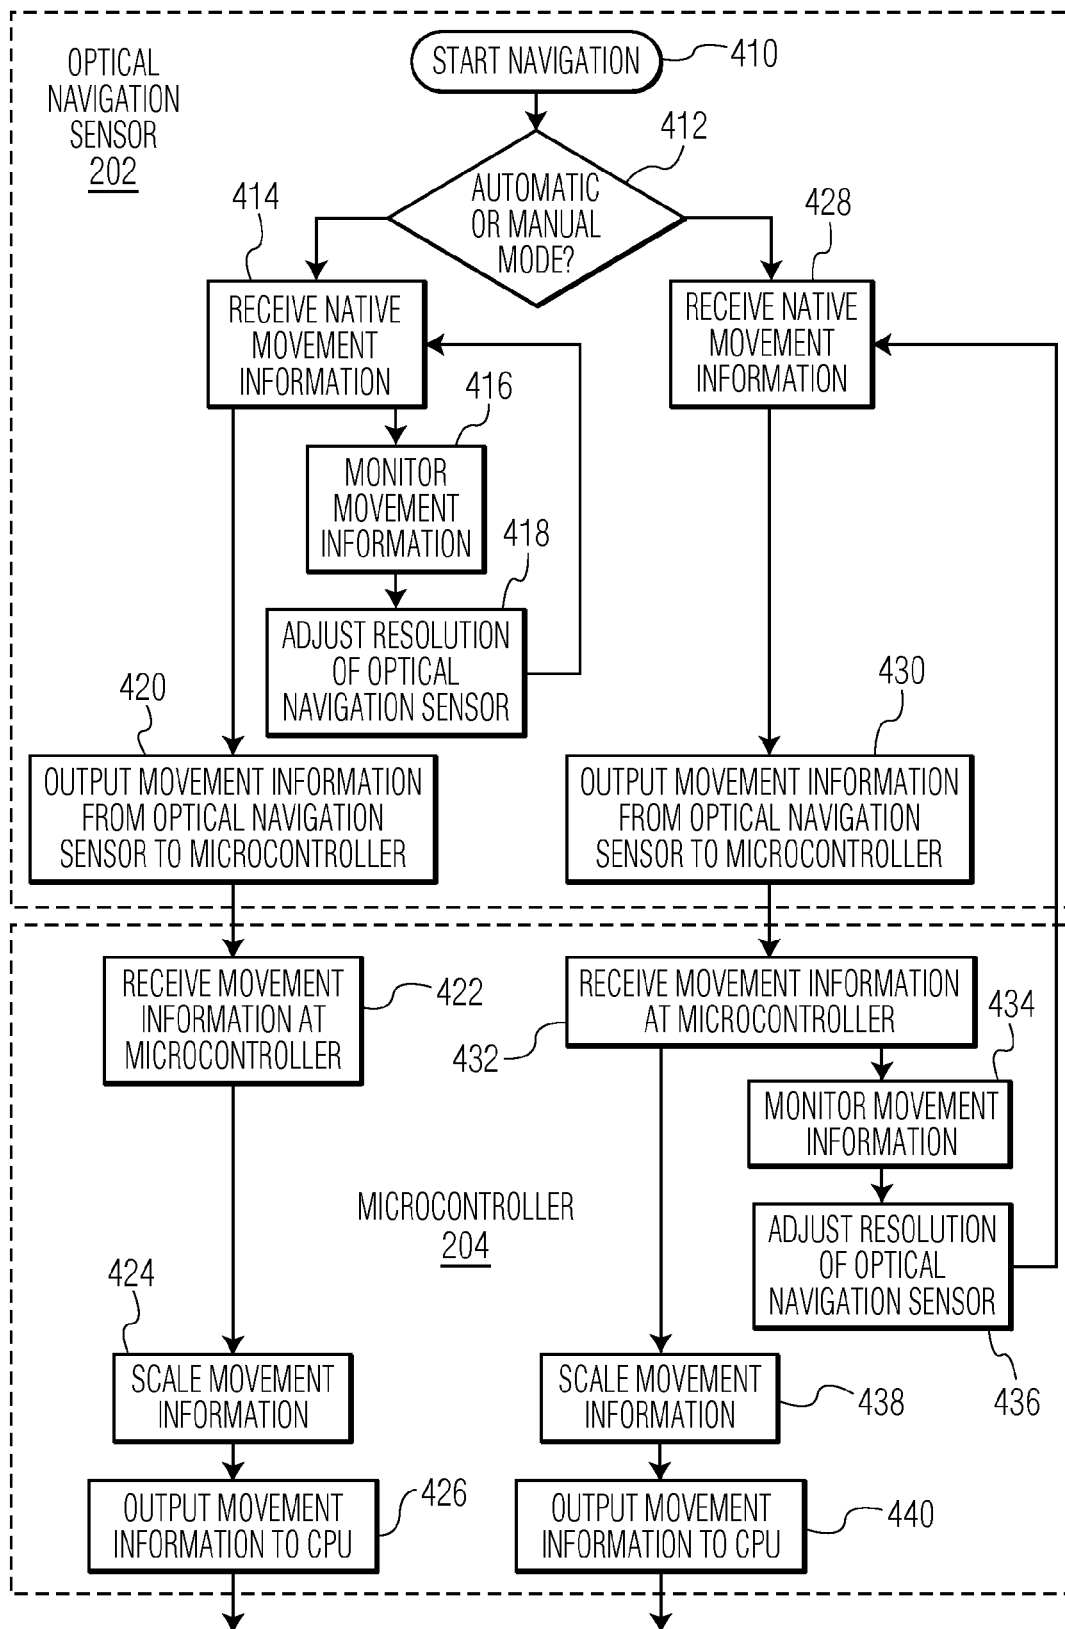 OPTICAL
NAVIGATION
SENSOR
202
START NAVIGATION
410
412
AUTOMATIC
OR MANUAL
MODE?
414
RECEIVE NATIVE
MOVEMENT
INFORMATION
428
RECEIVE NATIVE
MOVEMENT
INFORMATION
416
MONITOR
MOVEMENT
INFORMATION
418
ADJUST RESOLUTION
OF OPTICAL
NAVIGATION SENSOR
420
OUTPUT MOVEMENT INFORMATION
FROM OPTICAL NAVIGATION
SENSOR TO MICROCONTROLLER
430
OUTPUT MOVEMENT INFORMATION
FROM OPTICAL NAVIGATION
SENSOR TO MICROCONTROLLER
RECEIVE MOVEMENT
INFORMATION AT
MICROCONTROLLER
422
RECEIVE MOVEMENT INFORMATION
AT MICROCONTROLLER
432
434
MONITOR MOVEMENT
INFORMATION
MICROCONTROLLER
204
ADJUST RESOLUTION
OF OPTICAL
NAVIGATION SENSOR
436
424
SCALE MOVEMENT
INFORMATION
SCALE MOVEMENT
INFORMATION
438
OUTPUT MOVEMENT
INFORMATION TO CPU
426
OUTPUT MOVEMENT
INFORMATION TO CPU
440